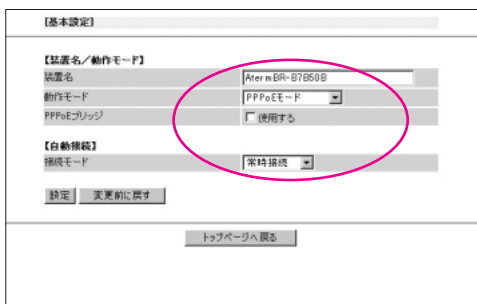 [基本設定]
【装置名／動作モード】
装置名 AtermBR-B7850B
動作モード PPPoEモード
PPPoEブリッジ 使用する
【自動接続】
接続モード 常時接続
設定 変更前に戻す
トップページへ戻る